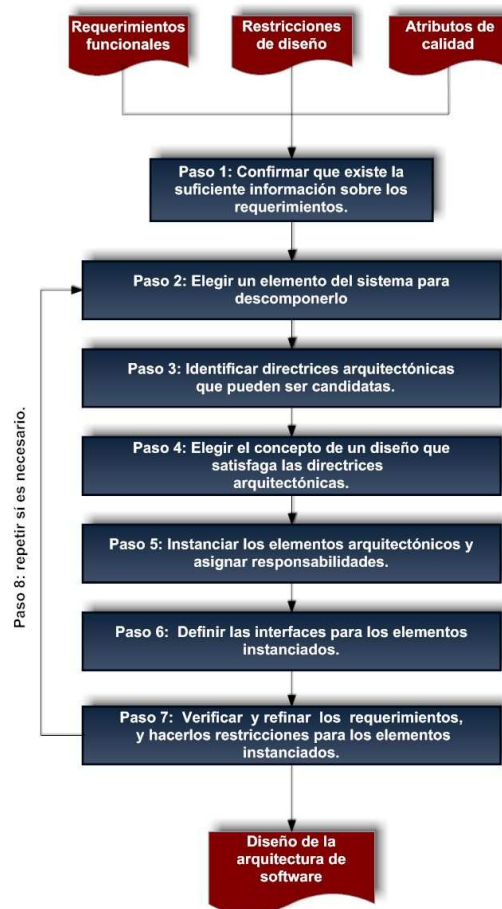 Requerimientos
funcionales
Restricciones
de diseño
Atributos de
calidad
Paso 1: Confirmar que existe la
suficiente información sobre los
requerimientos.
Paso 2: Elegir un elemento del sistema para
descomponerlo
Paso 3: Identificar directrices arquitectónicas
que pueden ser candidatas.
Paso 4: Elegir el concepto de un diseño que
satisfaga las directrices
arquitectónicas.
Paso 5: Instanciar los elementos arquitectónicos y
asignar responsabilidades.
Paso 6: Definir las interfaces para los elementos
instanciados.
Paso 7: Verificar y refinar los requerimientos,
y hacerlos restricciones para los elementos
instanciados.
Paso 8: repetir sí es necesario.
Diseño de la
arquitectura de
software